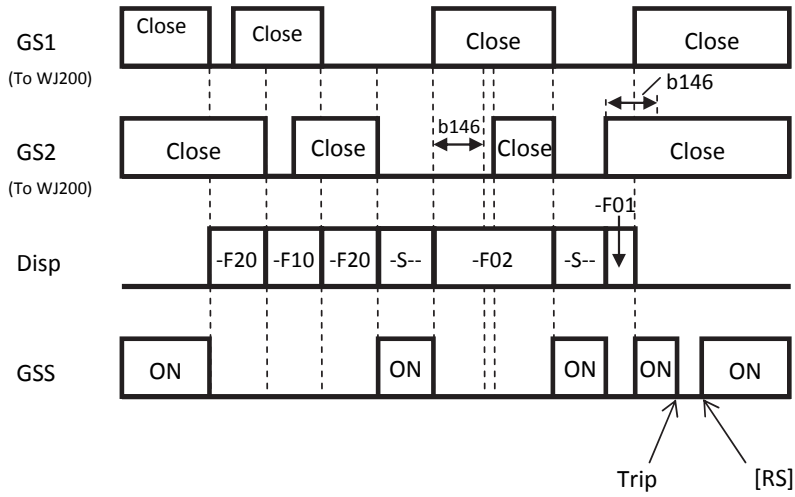 GS1
(To WJ200)
Close
Close
Close
Close
b146
GS2
(To WJ200)
Close
Close
b146
Close
Close
-F01
Disp
-F20
-F10
-F20
-S--
-F02
-S--
GSS
ON
ON
ON
ON
ON
Trip
[RS]